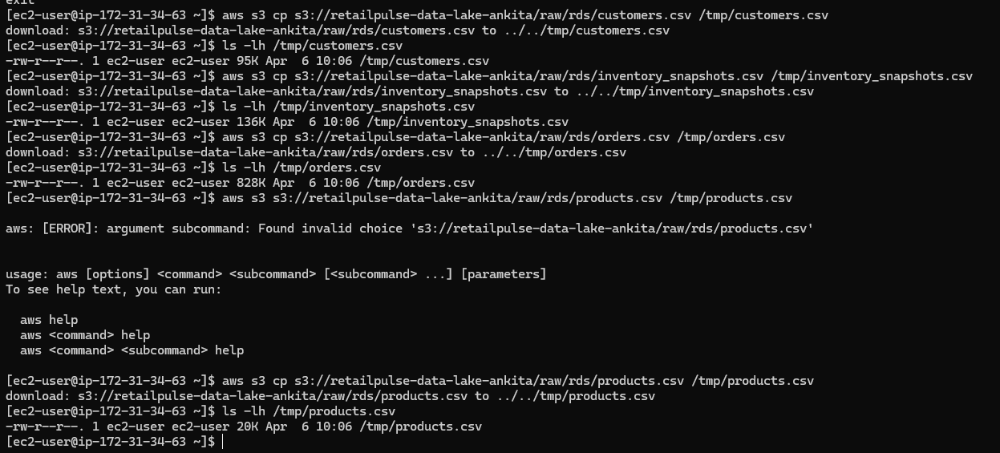 exit
[ec2-user@ip-172-31-34-63 ~]$ aws s3 cp s3://retailpulse-data-lake-ankita/raw/rds/customers.csv /tmp/customers.csv
download: s3://retailpulse-data-lake-ankita/raw/rds/customers.csv to ../../tmp/customers.csv
[ec2-user@ip-172-31-34-63 ~]$ ls -lh /tmp/customers.csv
-rw-r--r--. 1 ec2-user ec2-user 95K Apr  6 10:06 /tmp/customers.csv
[ec2-user@ip-172-31-34-63 ~]$ aws s3 cp s3://retailpulse-data-lake-ankita/raw/rds/inventory_snapshots.csv /tmp/inventory_snapshots.csv
download: s3://retailpulse-data-lake-ankita/raw/rds/inventory_snapshots.csv to ../../tmp/inventory_snapshots.csv
[ec2-user@ip-172-31-34-63 ~]$ ls -lh /tmp/inventory_snapshots.csv
-rw-r--r--. 1 ec2-user ec2-user 136K Apr  6 10:06 /tmp/inventory_snapshots.csv
[ec2-user@ip-172-31-34-63 ~]$ aws s3 cp s3://retailpulse-data-lake-ankita/raw/rds/orders.csv /tmp/orders.csv
download: s3://retailpulse-data-lake-ankita/raw/rds/orders.csv to ../../tmp/orders.csv
[ec2-user@ip-172-31-34-63 ~]$ ls -lh /tmp/orders.csv
-rw-r--r--. 1 ec2-user ec2-user 828K Apr  6 10:06 /tmp/orders.csv
[ec2-user@ip-172-31-34-63 ~]$ aws s3 s3://retailpulse-data-lake-ankita/raw/rds/products.csv /tmp/products.csv
aws: [ERROR]: argument subcommand: Found invalid choice 's3://retailpulse-data-lake-ankita/raw/rds/products.csv'
usage: aws [options] <command> <subcommand> [<subcommand> ...] [parameters]
To see help text, you can run:
  aws help
  aws <command> help
  aws <command> <subcommand> help
[ec2-user@ip-172-31-34-63 ~]$ aws s3 cp s3://retailpulse-data-lake-ankita/raw/rds/products.csv /tmp/products.csv
download: s3://retailpulse-data-lake-ankita/raw/rds/products.csv to ../../tmp/products.csv
[ec2-user@ip-172-31-34-63 ~]$ ls -lh /tmp/products.csv
-rw-r--r--. 1 ec2-user ec2-user 20K Apr  6 10:06 /tmp/products.csv
[ec2-user@ip-172-31-34-63 ~]$